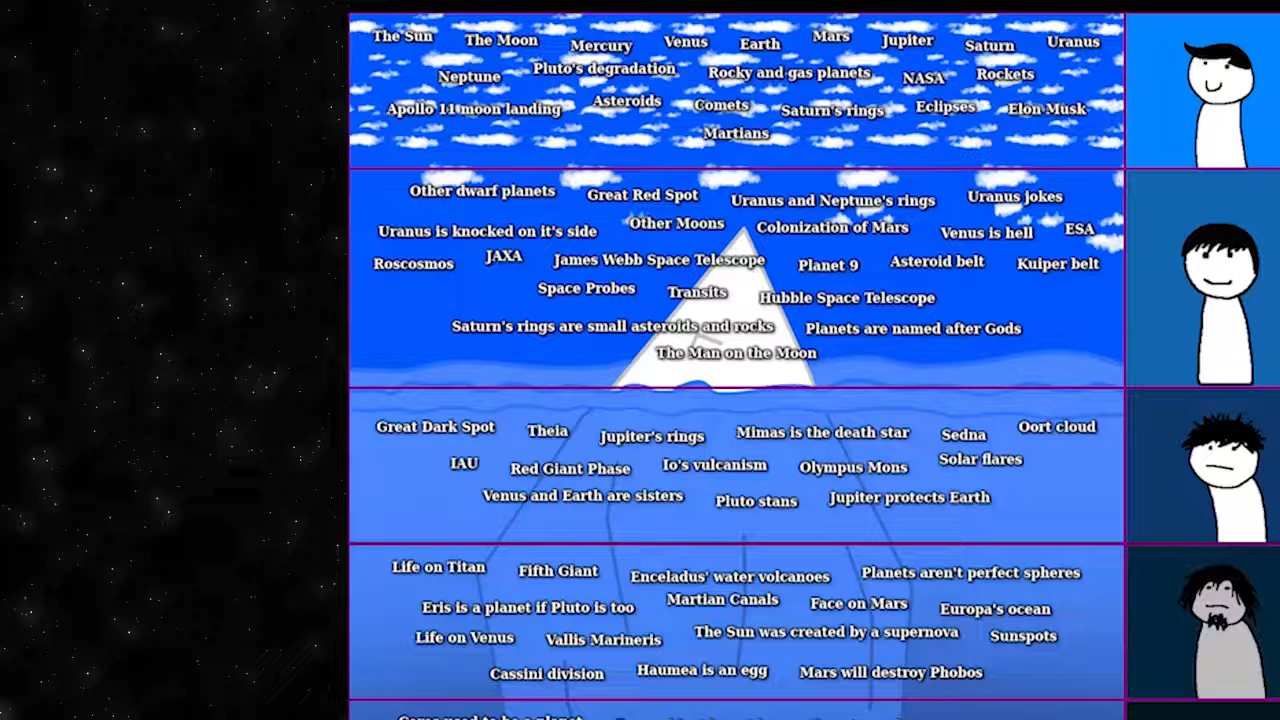 The Sun The Moon Mercury Venus Earth Mars Jupiter Saturn Uranus
Neptune Pluto's degradation Rocky and gas planets NASA Rockets
Apollo 11 moon landing Asteroids Comets Saturn's rings Eclipses Elon Musk
Martians
Other dwarf planets Great Red Spot Uranus and Neptune's rings Uranus jokes
Uranus is knocked on it's side Other Moons Colonization of Mars Venus is hell ESA
Roscosmos JAXA James Webb Space Telescope Planet 9 Asteroid belt Kuiper belt
Space Probes Transits Hubble Space Telescope
Saturn's rings are small asteroids and rocks Planets are named after Gods
The Man on the Moon
Great Dark Spot Theia Jupiter's rings Mimas is the death star Sedna Oort cloud
IAU Red Giant Phase Io's vulcanism Olympus Mons Solar flares
Venus and Earth are sisters Pluto stans Jupiter protects Earth
Life on Titan Fifth Giant Enceladus' water volcanoes Planets aren't perfect spheres
Eris is a planet if Pluto is too Martian Canals Face on Mars Europa's ocean
Life on Venus Vallis Marineris The Sun was created by a supernova Sunspots
Cassini division Haumea is an egg Mars will destroy Phobos